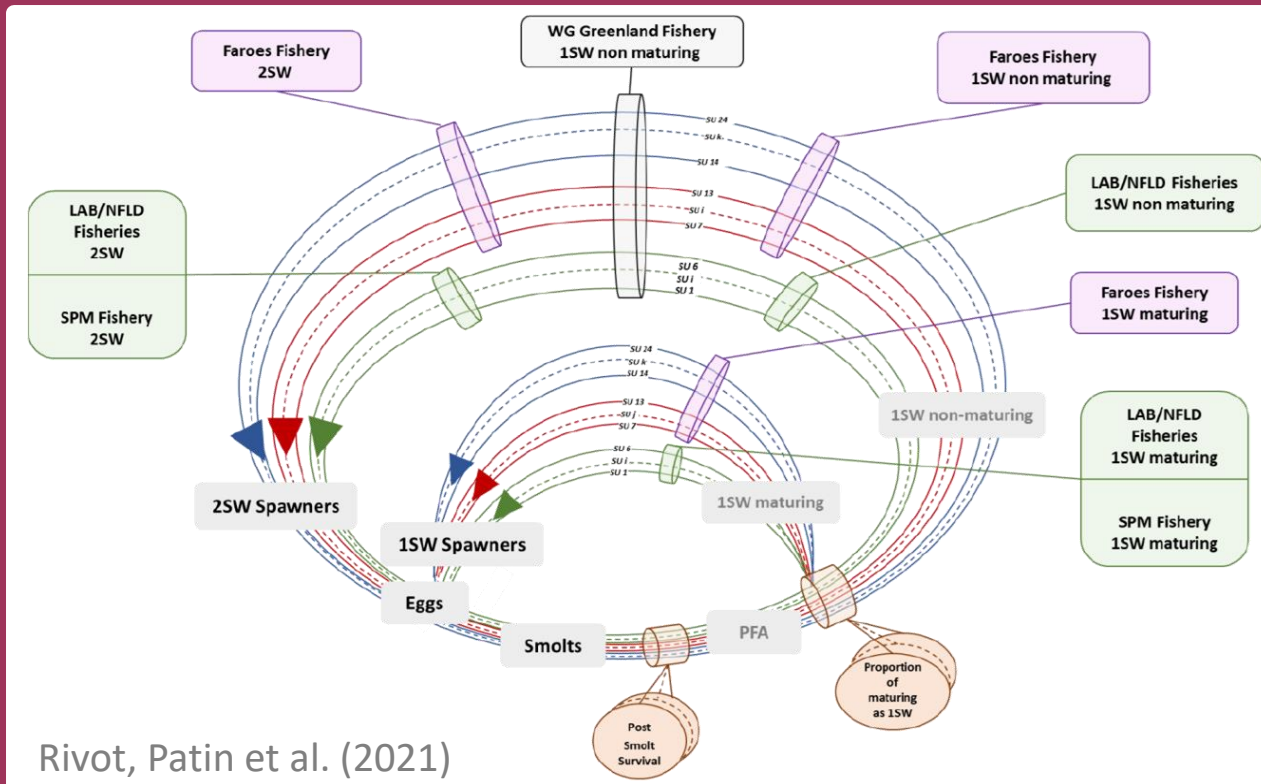 WG Greenland Fishery
1SW non maturing
Faroes Fishery
2SW
Faroes Fishery
1SW non maturing
SU 24
SU k
SU 14
SU 13
SU i
SU 7
SU 6
SU i
SU 1
LAB/NFLD
Fisheries
2SW
SPM Fishery
2SW
LAB/NFLD Fisheries
1SW non maturing
Faroes Fishery
1SW maturing
SU 24
SU k
SU 14
SU 13
SU j
SU 7
SU 6
SU i
SU 1
1SW non-maturing
LAB/NFLD
Fisheries
1SW maturing
SPM Fishery
1SW maturing
2SW Spawners
1SW maturing
1SW Spawners
Eggs
Smolts
PFA
Proportion
of
maturing
as 1SW
Post
Smolt
Survival
Rivot, Patin et al. (2021)